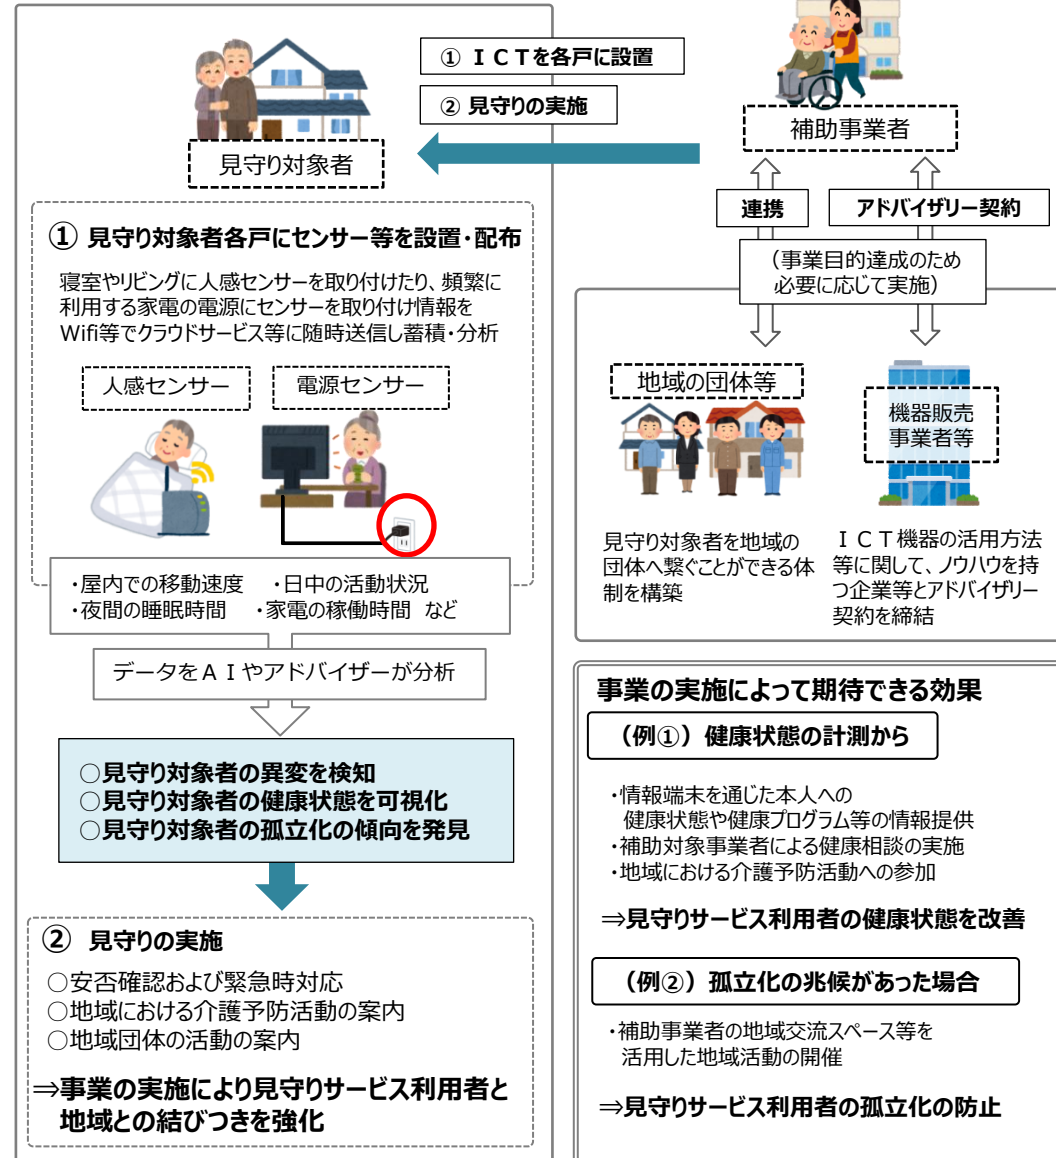 ① ＩＣＴを各戸に設置
② 見守りの実施
見守り対象者
補助事業者
連携
アドバイザリー契約
（事業目的達成のため
必要に応じて実施）
① 見守り対象者各戸にセンサー等を設置・配布
寝室やリビングに人感センサーを取り付けたり、頻繁に
利用する家電の電源にセンサーを取り付け情報を
Wifi等でクラウドサービス等に随時送信し蓄積・分析
人感センサー
電源センサー
・屋内での移動速度 ・日中の活動状況
・夜間の睡眠時間 ・家電の稼働時間 など
データをＡＩやアドバイザーが分析
○見守り対象者の異変を検知
○見守り対象者の健康状態を可視化
○見守り対象者の孤立化の傾向を発見
② 見守りの実施
○安否確認および緊急時対応
○地域における介護予防活動の案内
○地域団体の活動の案内
⇒事業の実施により見守りサービス利用者と
地域との結びつきを強化
地域の団体等
機器販売
事業者等
見守り対象者を地域の
団体へ繋ぐことができる体
制を構築
ＩＣＴ機器の活用方法
等に関して、ノウハウを持
つ企業等とアドバイザリー
契約を締結
事業の実施によって期待できる効果
（例①）健康状態の計測から
・情報端末を通じた本人への
健康状態や健康プログラム等の情報提供
・補助対象事業者による健康相談の実施
・地域における介護予防活動への参加
⇒見守りサービス利用者の健康状態を改善
（例②）孤立化の兆候があった場合
・補助事業者の地域交流スペース等を
活用した地域活動の開催
⇒見守りサービス利用者の孤立化の防止